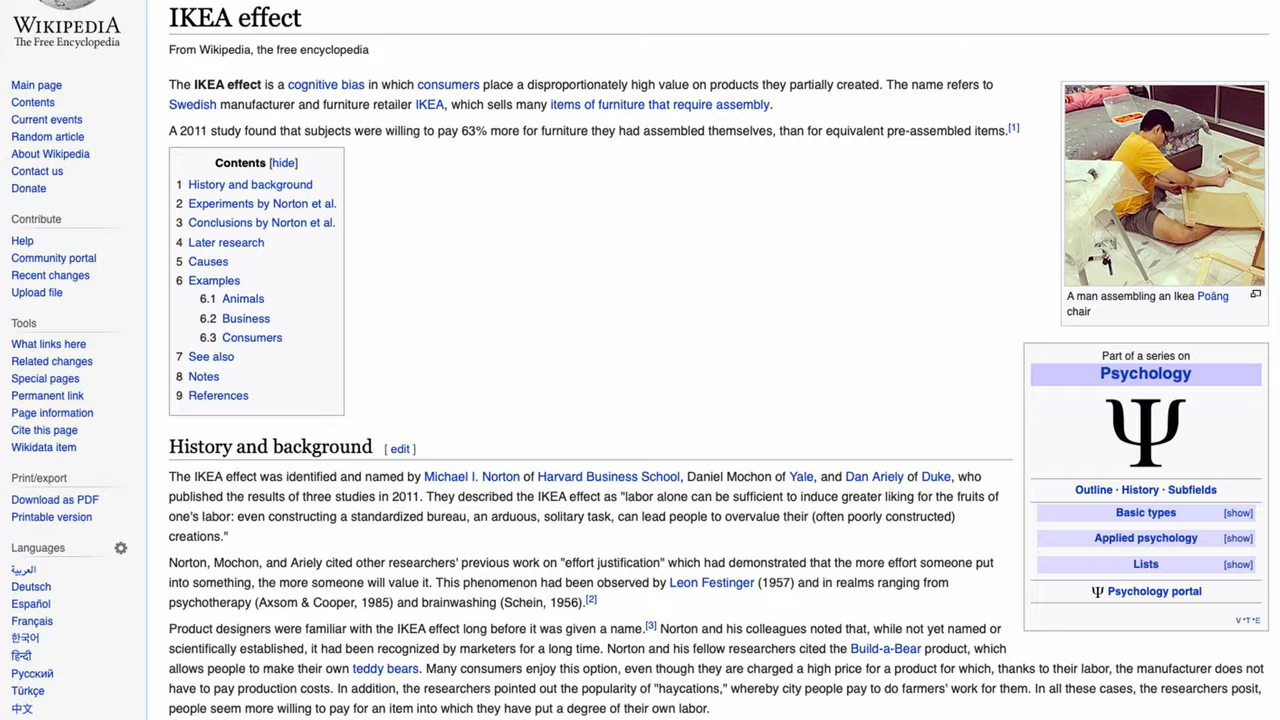 WIKIPEDIA
The Free Encyclopedia
Main page
Contents
Current events
Random article
About Wikipedia
Contact us
Donate
Contribute
Help
Community portal
Recent changes
Upload file
Tools
What links here
Related changes
Special pages
Permanent link
Page information
Cite this page
Wikidata item
Print/export
Download as PDF
Printable version
Languages
العربية
Deutsch
Español
Français
한국어
हिन्दी
Русский
Türkçe
中文
IKEA effect
From Wikipedia, the free encyclopedia
The IKEA effect is a cognitive bias in which consumers place a disproportionately high value on products they partially created. The name refers to
Swedish manufacturer and furniture retailer IKEA, which sells many items of furniture that require assembly.
A 2011 study found that subjects were willing to pay 63% more for furniture they had assembled themselves, than for equivalent pre-assembled items.[1]
Contents [hide]
1 History and background
2 Experiments by Norton et al.
3 Conclusions by Norton et al.
4 Later research
5 Causes
6 Examples
6.1 Animals
6.2 Business
6.3 Consumers
7 See also
8 Notes
9 References
A man assembling an Ikea Poäng
chair
Part of a series on
Psychology
Ψ
Outline · History · Subfields
Basic types [show]
Applied psychology [show]
Lists [show]
Ψ Psychology portal
V·T·E
History and background [ edit ]
The IKEA effect was identified and named by Michael I. Norton of Harvard Business School, Daniel Mochon of Yale, and Dan Ariely of Duke, who
published the results of three studies in 2011. They described the IKEA effect as "labor alone can be sufficient to induce greater liking for the fruits of
one's labor: even constructing a standardized bureau, an arduous, solitary task, can lead people to overvalue their (often poorly constructed)
creations."
Norton, Mochon, and Ariely cited other researchers' previous work on "effort justification" which had demonstrated that the more effort someone put
into something, the more someone will value it. This phenomenon had been observed by Leon Festinger (1957) and in realms ranging from
psychotherapy (Axsom & Cooper, 1985) and brainwashing (Schein, 1956).[2]
Product designers were familiar with the IKEA effect long before it was given a name.[3] Norton and his colleagues noted that, while not yet named or
scientifically established, it had been recognized by marketers for a long time. Norton and his fellow researchers cited the Build-a-Bear product, which
allows people to make their own teddy bears. Many consumers enjoy this option, even though they are charged a high price for a product for which, thanks to their labor, the manufacturer does not
have to pay production costs. In addition, the researchers pointed out the popularity of "haycations," whereby city people pay to do farmers' work for them. In all these cases, the researchers posit,
people seem more willing to pay for an item into which they have put a degree of their own labor.